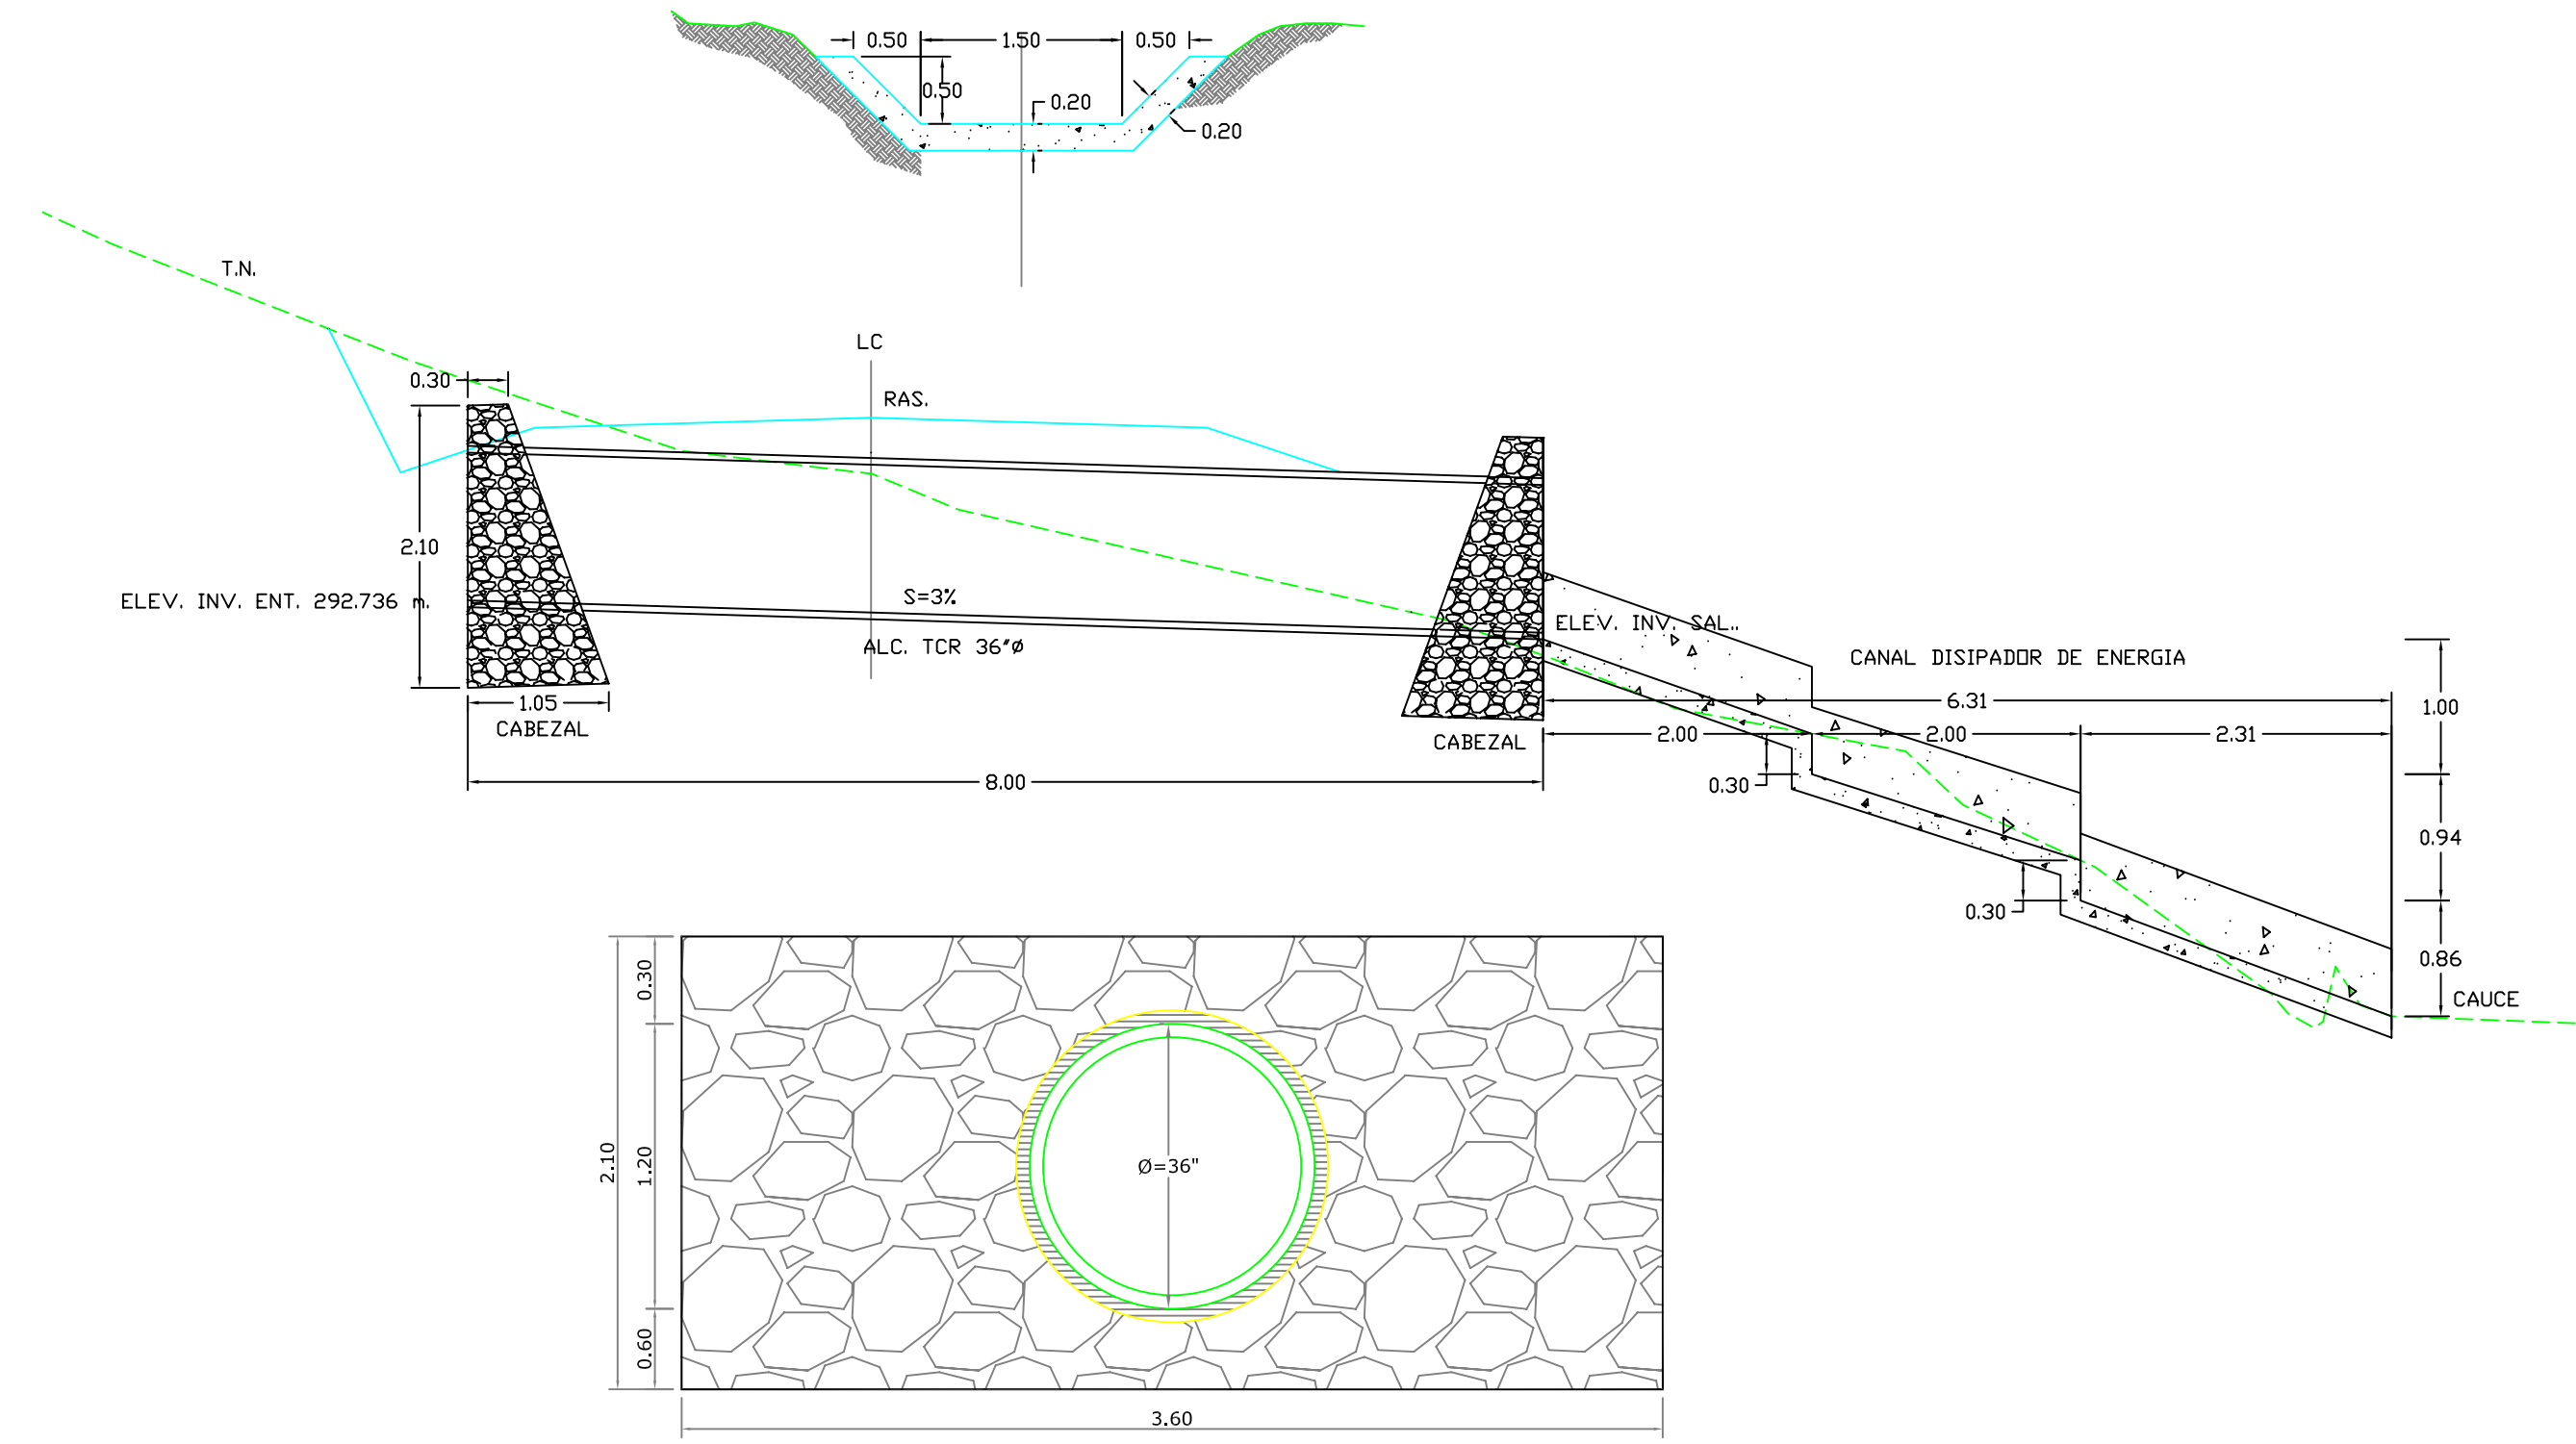 0.50
1.50
0.50
0.50
0.20
0.20
T.N.
LC
0.30
RAS.
2.10
ELEV. INV. ENT. 292.736 m.
S=3%
ALC. TCR 36"Ø
ELEV. INV. SAL..
CANAL DISIPADOR DE ENERGIA
1.05
CABEZAL
CABEZAL
6.31
1.00
2.00
2.00
2.31
8.00
0.30
0.94
0.30
0.86
CAUCE
0.30
2.10
1.20
Ø=36"
0.60
3.60